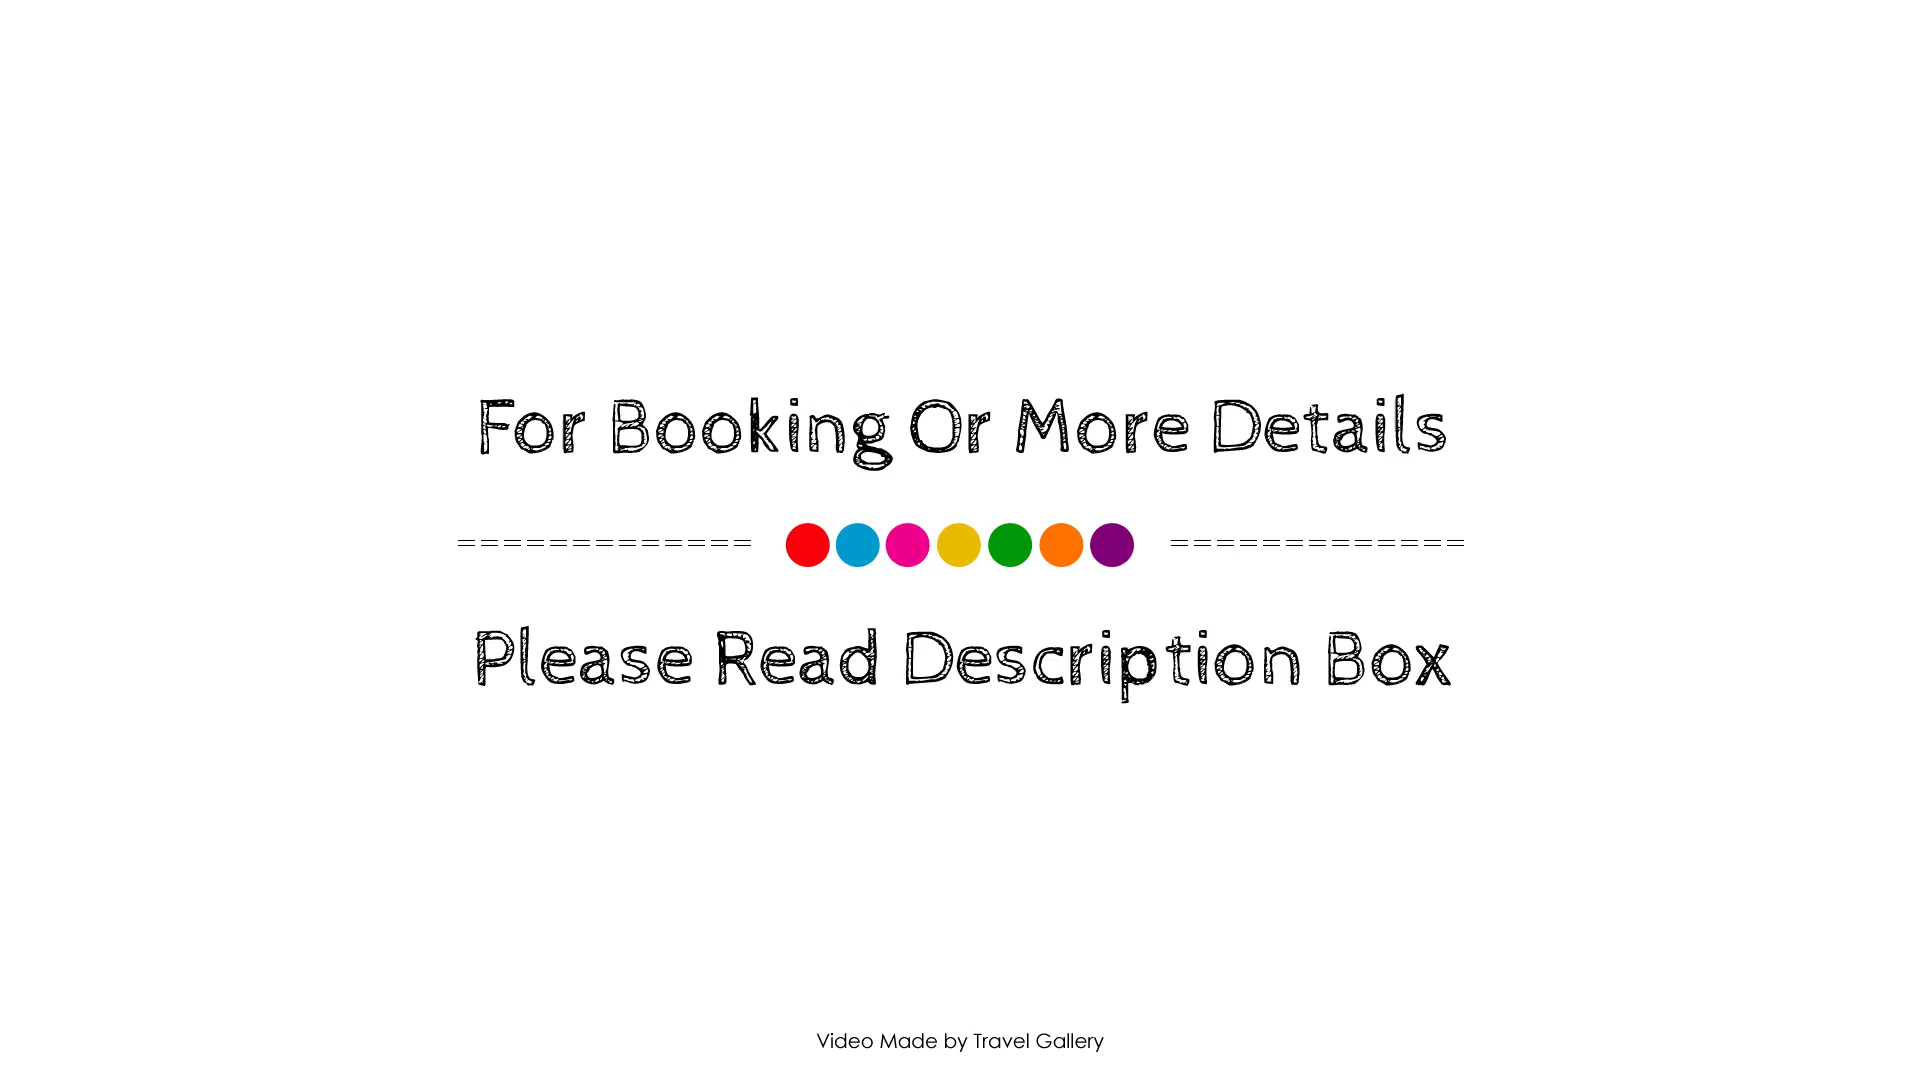 For Booking Or More Details
============= =============
Please Read Description Box
Video Made by Travel Gallery